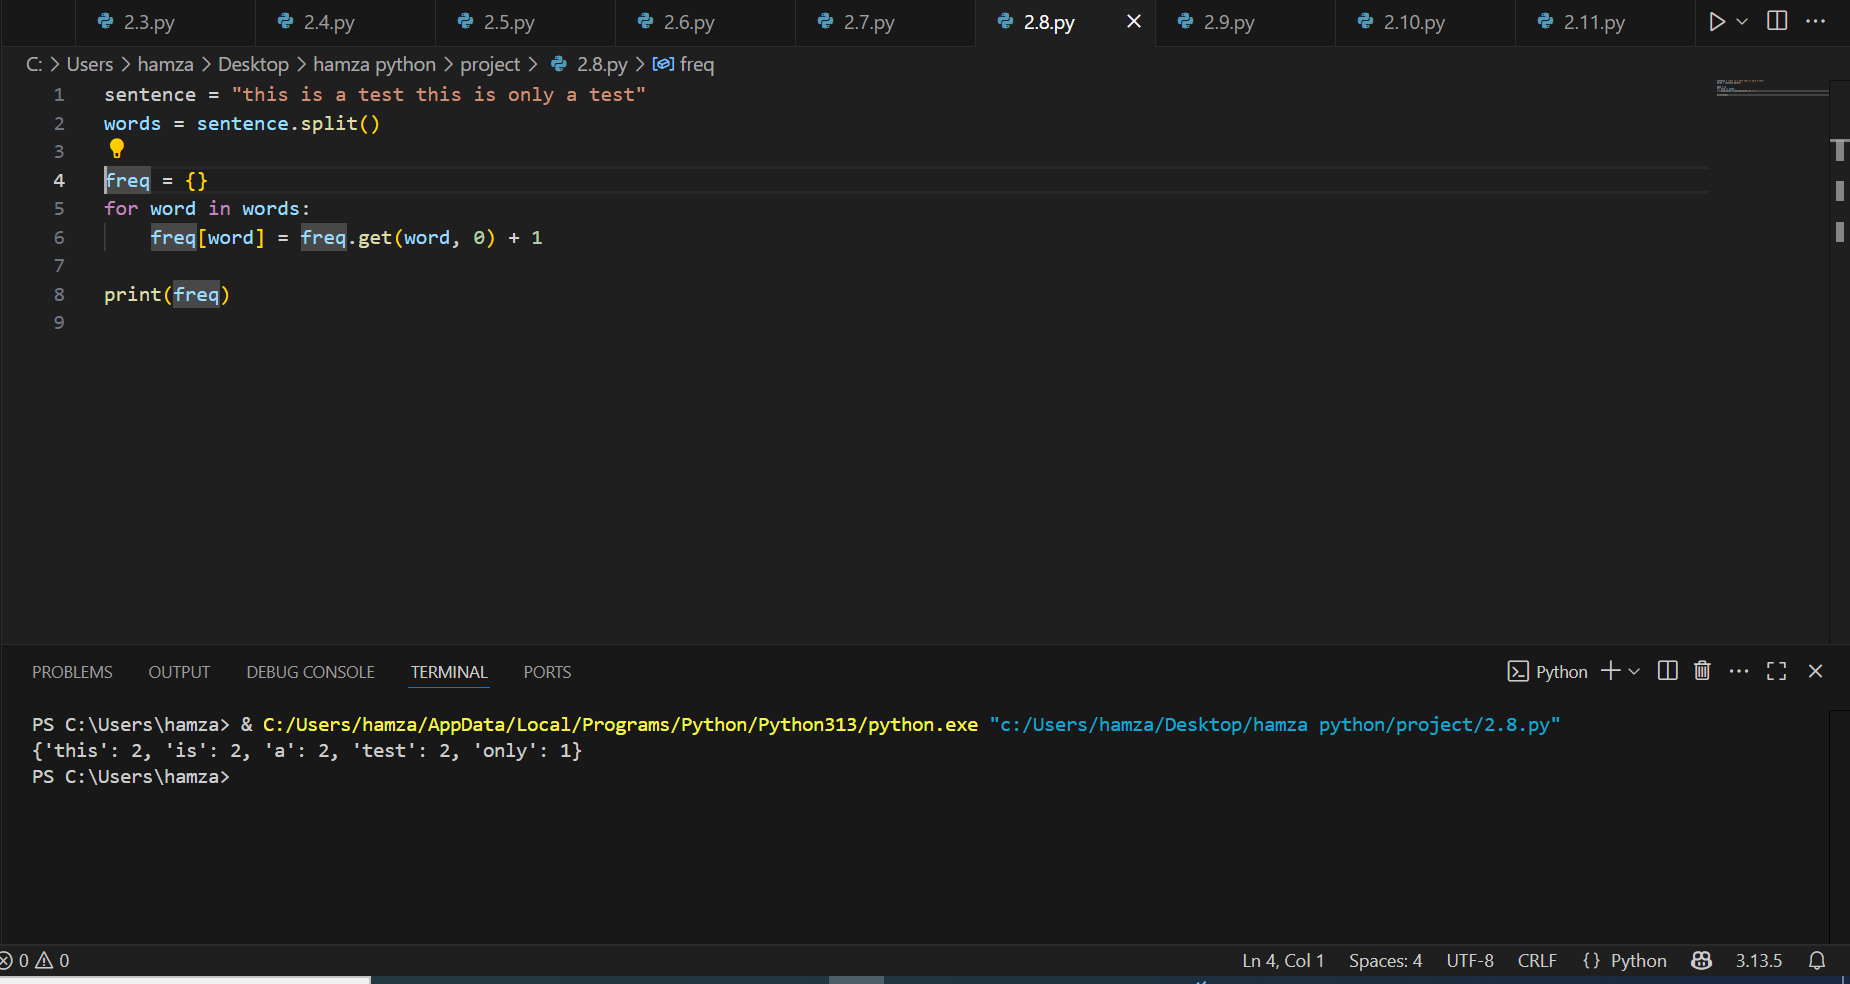 2.3.py 2.4.py 2.5.py 2.6.py 2.7.py 2.8.py 2.9.py 2.10.py 2.11.py
C: > Users > hamza > Desktop > hamza python > project > 2.8.py > freq
1 sentence = "this is a test this is only a test"
2 words = sentence.split()
3
4 freq = {}
5 for word in words:
6     freq[word] = freq.get(word, 0) + 1
7
8 print(freq)
9
PROBLEMS OUTPUT DEBUG CONSOLE TERMINAL PORTS Python
PS C:\Users\hamza> & C:/Users/hamza/AppData/Local/Programs/Python/Python313/python.exe "c:/Users/hamza/Desktop/hamza python/project/2.8.py"
{'this': 2, 'is': 2, 'a': 2, 'test': 2, 'only': 1}
PS C:\Users\hamza>
0 0 Ln 4, Col 1 Spaces: 4 UTF-8 CRLF {} Python 3.13.5